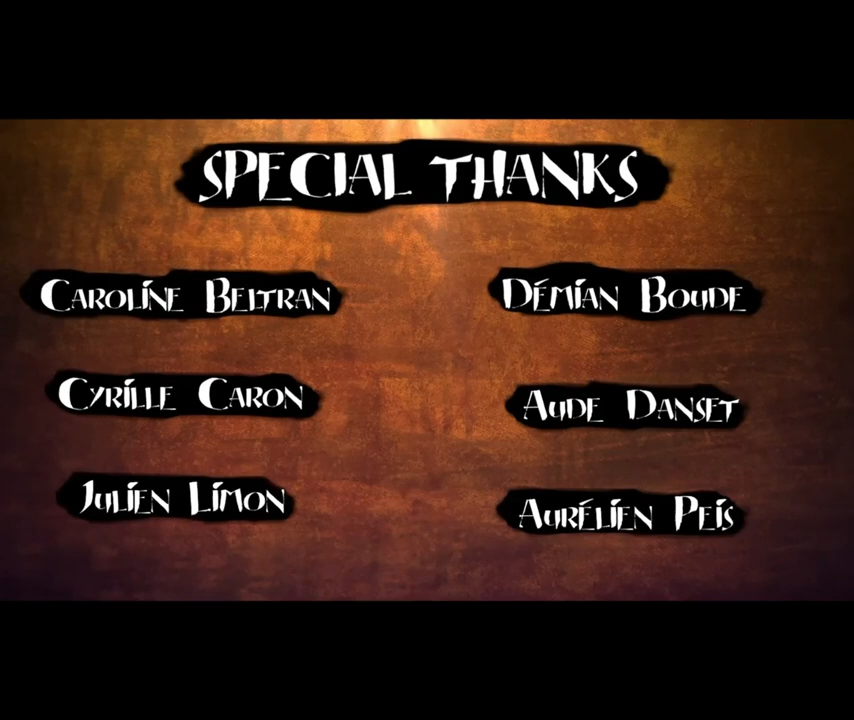 SPECIAL THANKS
CAROLINE BELTRAN
DÉMIAN BOUDE
CYRILLE CARON
AUDE DANSET
JULIEN LIMON
AURÉLIEN PEIS